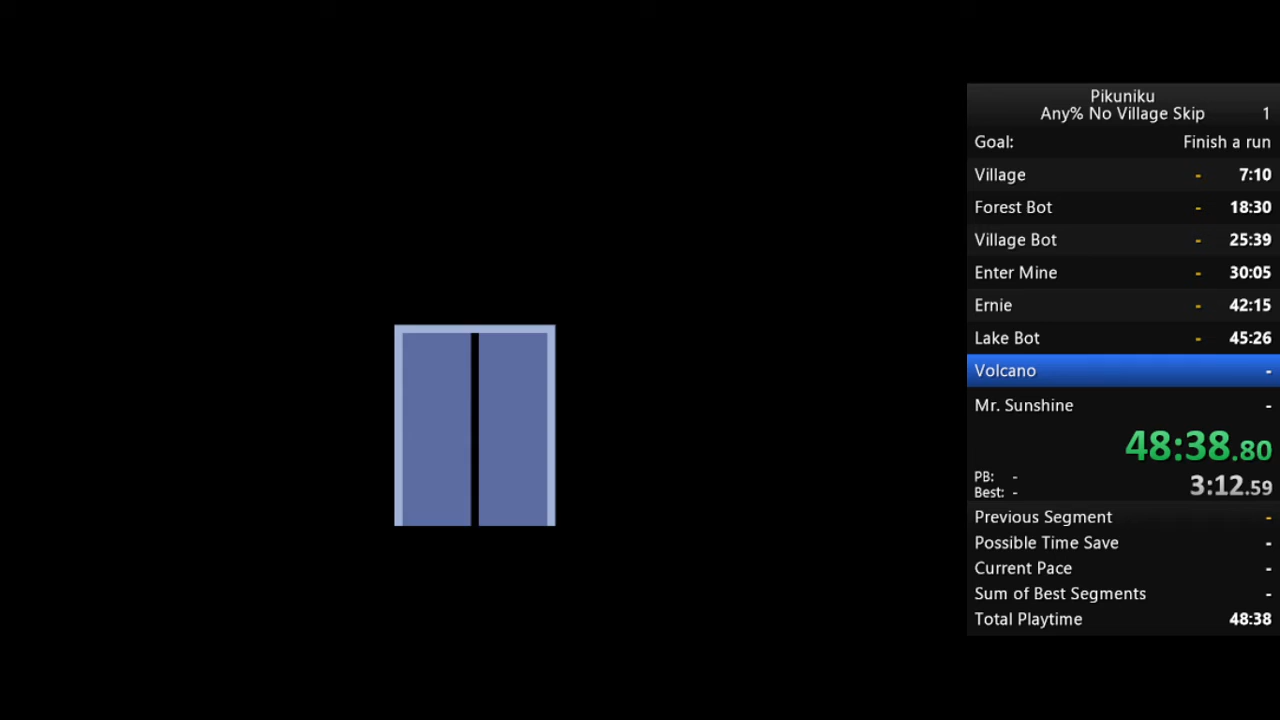 Pikuniku
Any% No Village Skip 1
Goal: Finish a run
Village - 7:10
Forest Bot - 18:30
Village Bot - 25:39
Enter Mine - 30:05
Ernie - 42:15
Lake Bot - 45:26
Volcano -
Mr. Sunshine -
48:38.80
PB: -
Best: - 3:12.59
Previous Segment -
Possible Time Save -
Current Pace -
Sum of Best Segments -
Total Playtime 48:38